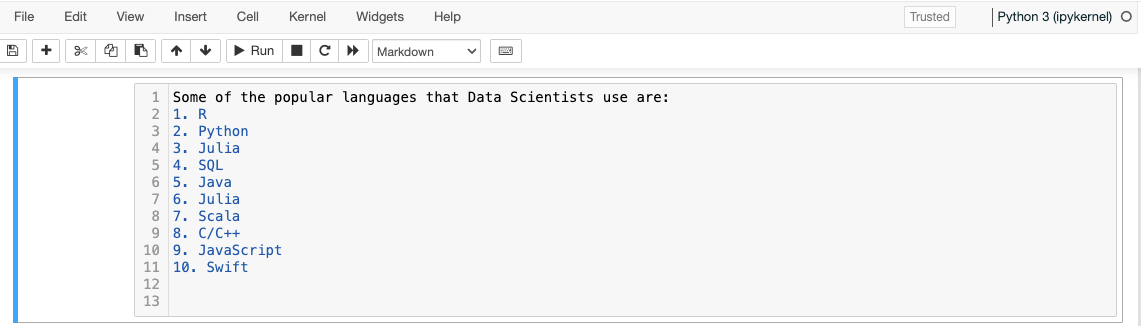 File Edit View Insert Cell Kernel Widgets Help Trusted Python 3 (ipykernel)
Run Markdown
1 Some of the popular languages that Data Scientists use are:
2 1. R
3 2. Python
4 3. Julia
5 4. SQL
6 5. Java
7 6. Julia
8 7. Scala
9 8. C/C++
10 9. JavaScript
11 10. Swift
12
13